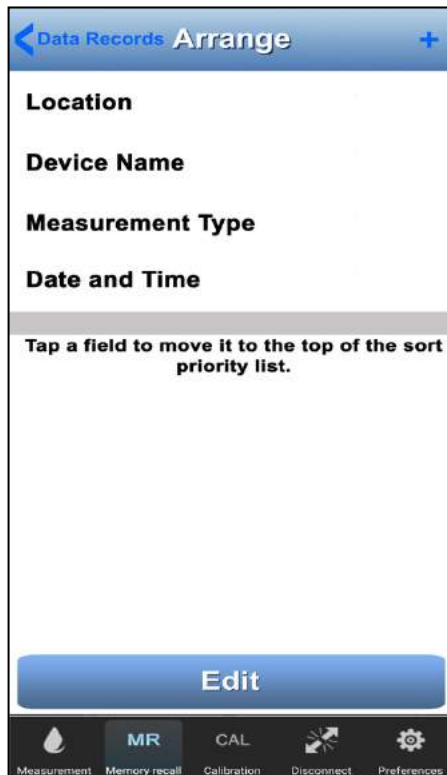 Data Records Arrange +
Location
Device Name
Measurement Type
Date and Time
Tap a field to move it to the top of the sort
priority list.
Edit
MR CAL
Measurement Memory recall Calibration Disconnect Preferences